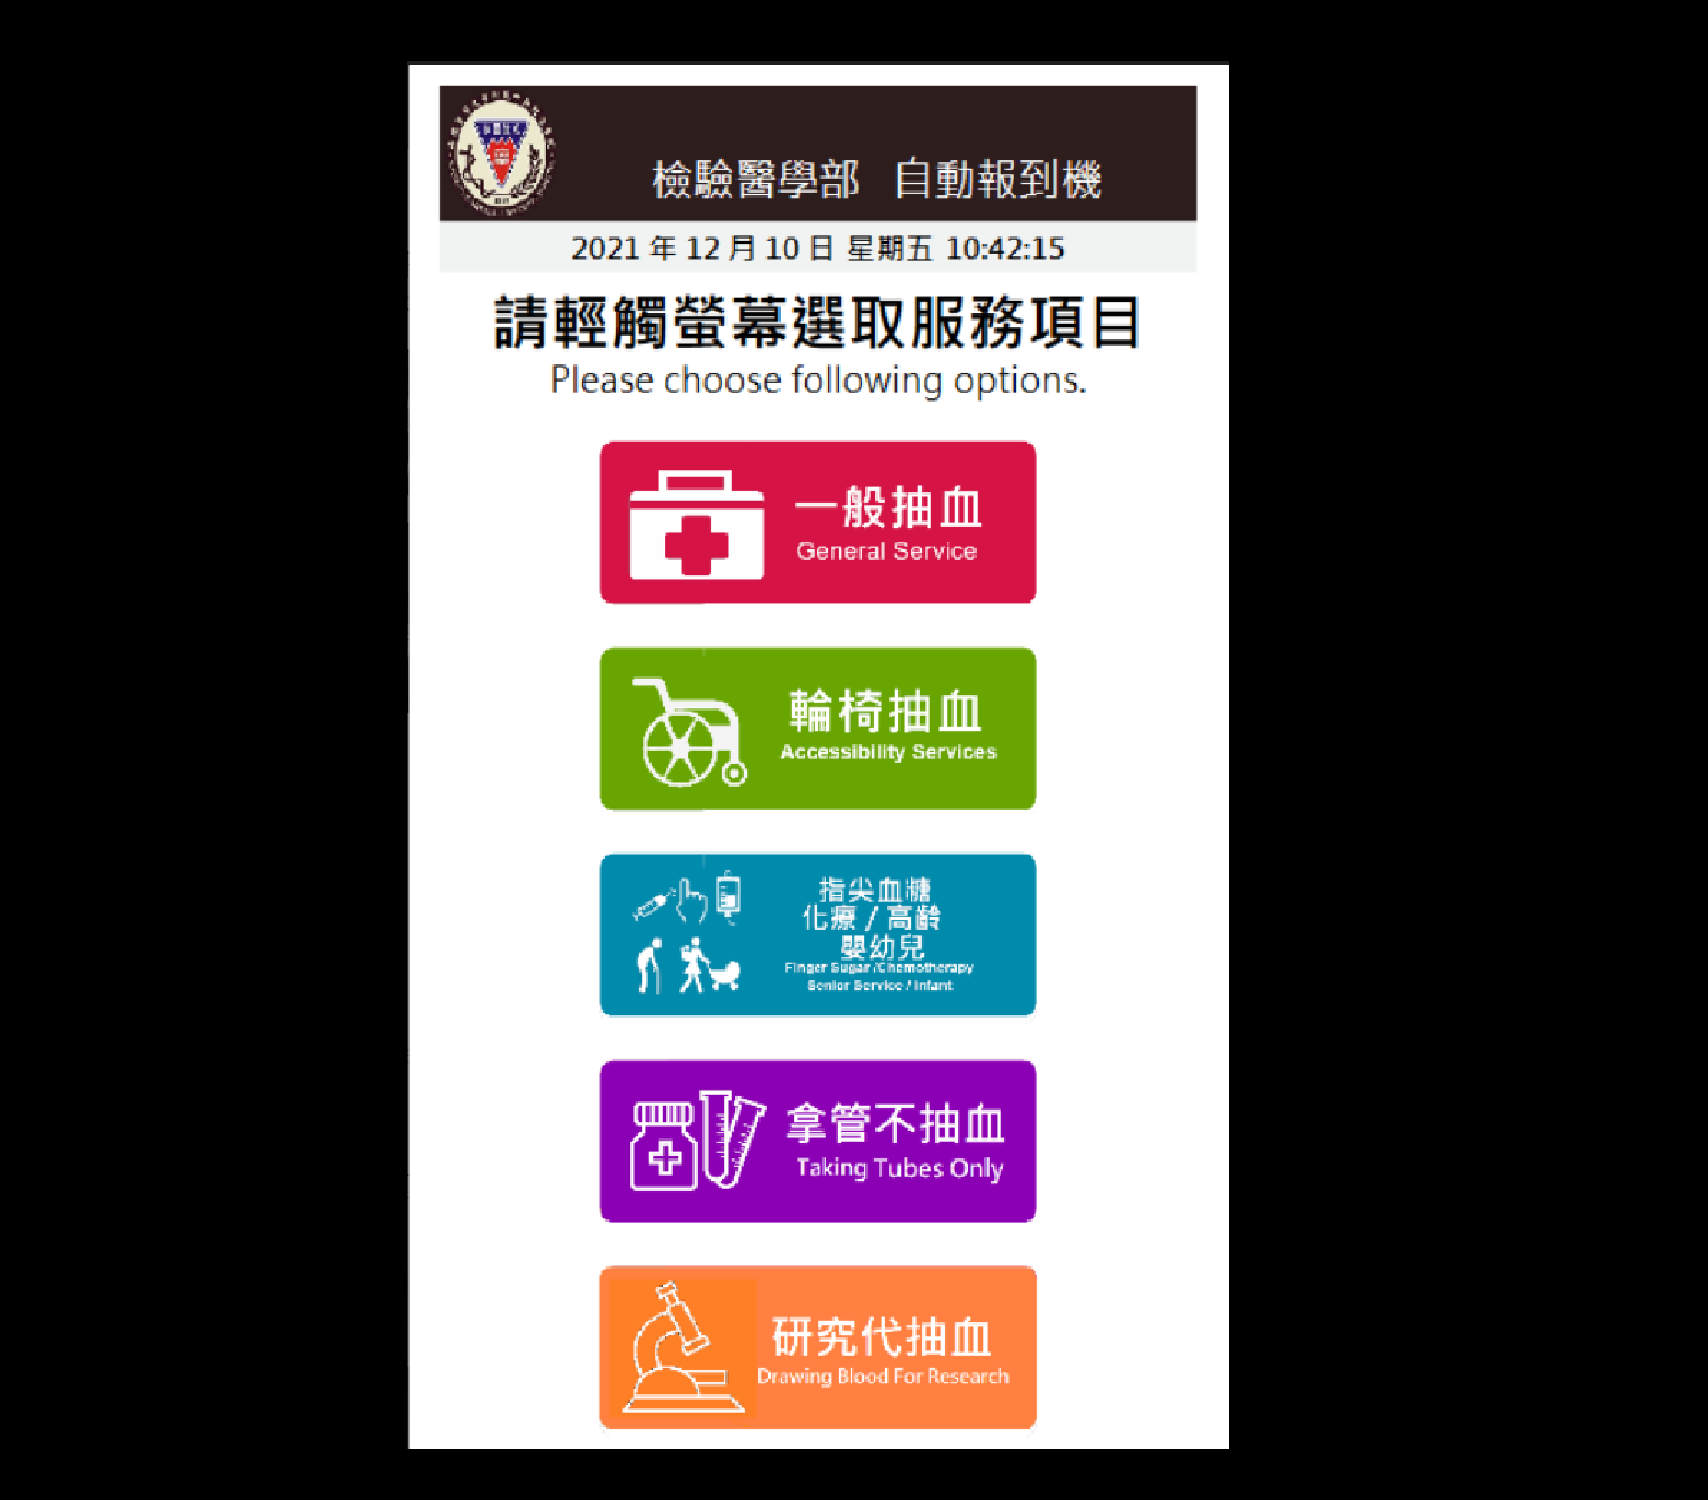 檢驗醫學部 自動報到機
2021 年 12 月 10 日 星期五 10:42:15
請輕觸螢幕選取服務項目
Please choose following options.
一般抽血
General Service
輪椅抽血
Accessibility Services
指尖血糖
化療 / 高齡
嬰幼兒
Finger Sugar /Chemotherapy
Senior Service / Infant
拿管不抽血
Taking Tubes Only
研究代抽血
Drawing Blood For Research